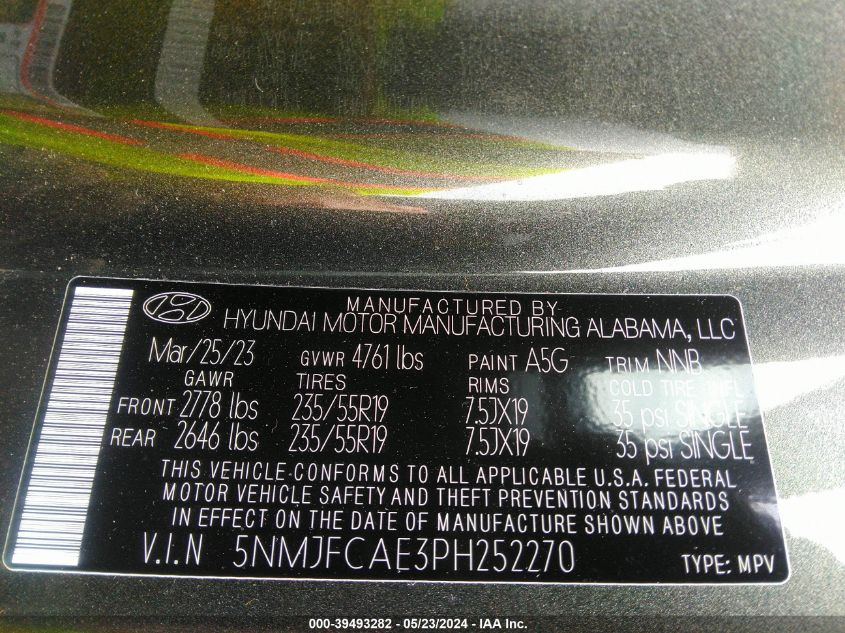 MANUFACTURED BY
HYUNDAI MOTOR MANUFACTURING ALABAMA, LLC
Mar/25/23 GVWR 4761 lbs PAINT A5G TRIM NNB
GAWR TIRES RIMS COLD TIRE INFL
FRONT 2778 lbs 235/55R19 7.5JX19 35 psi SINGLE
REAR 2646 lbs 235/55R19 7.5JX19 35 psi SINGLE
THIS VEHICLE CONFORMS TO ALL APPLICABLE U.S.A. FEDERAL
MOTOR VEHICLE SAFETY AND THEFT PREVENTION STANDARDS
IN EFFECT ON THE DATE OF MANUFACTURE SHOWN ABOVE
V.I.N 5NMJFCAE3PH252270 TYPE: MPV
000-39493282 - 05/23/2024 - IAA Inc.